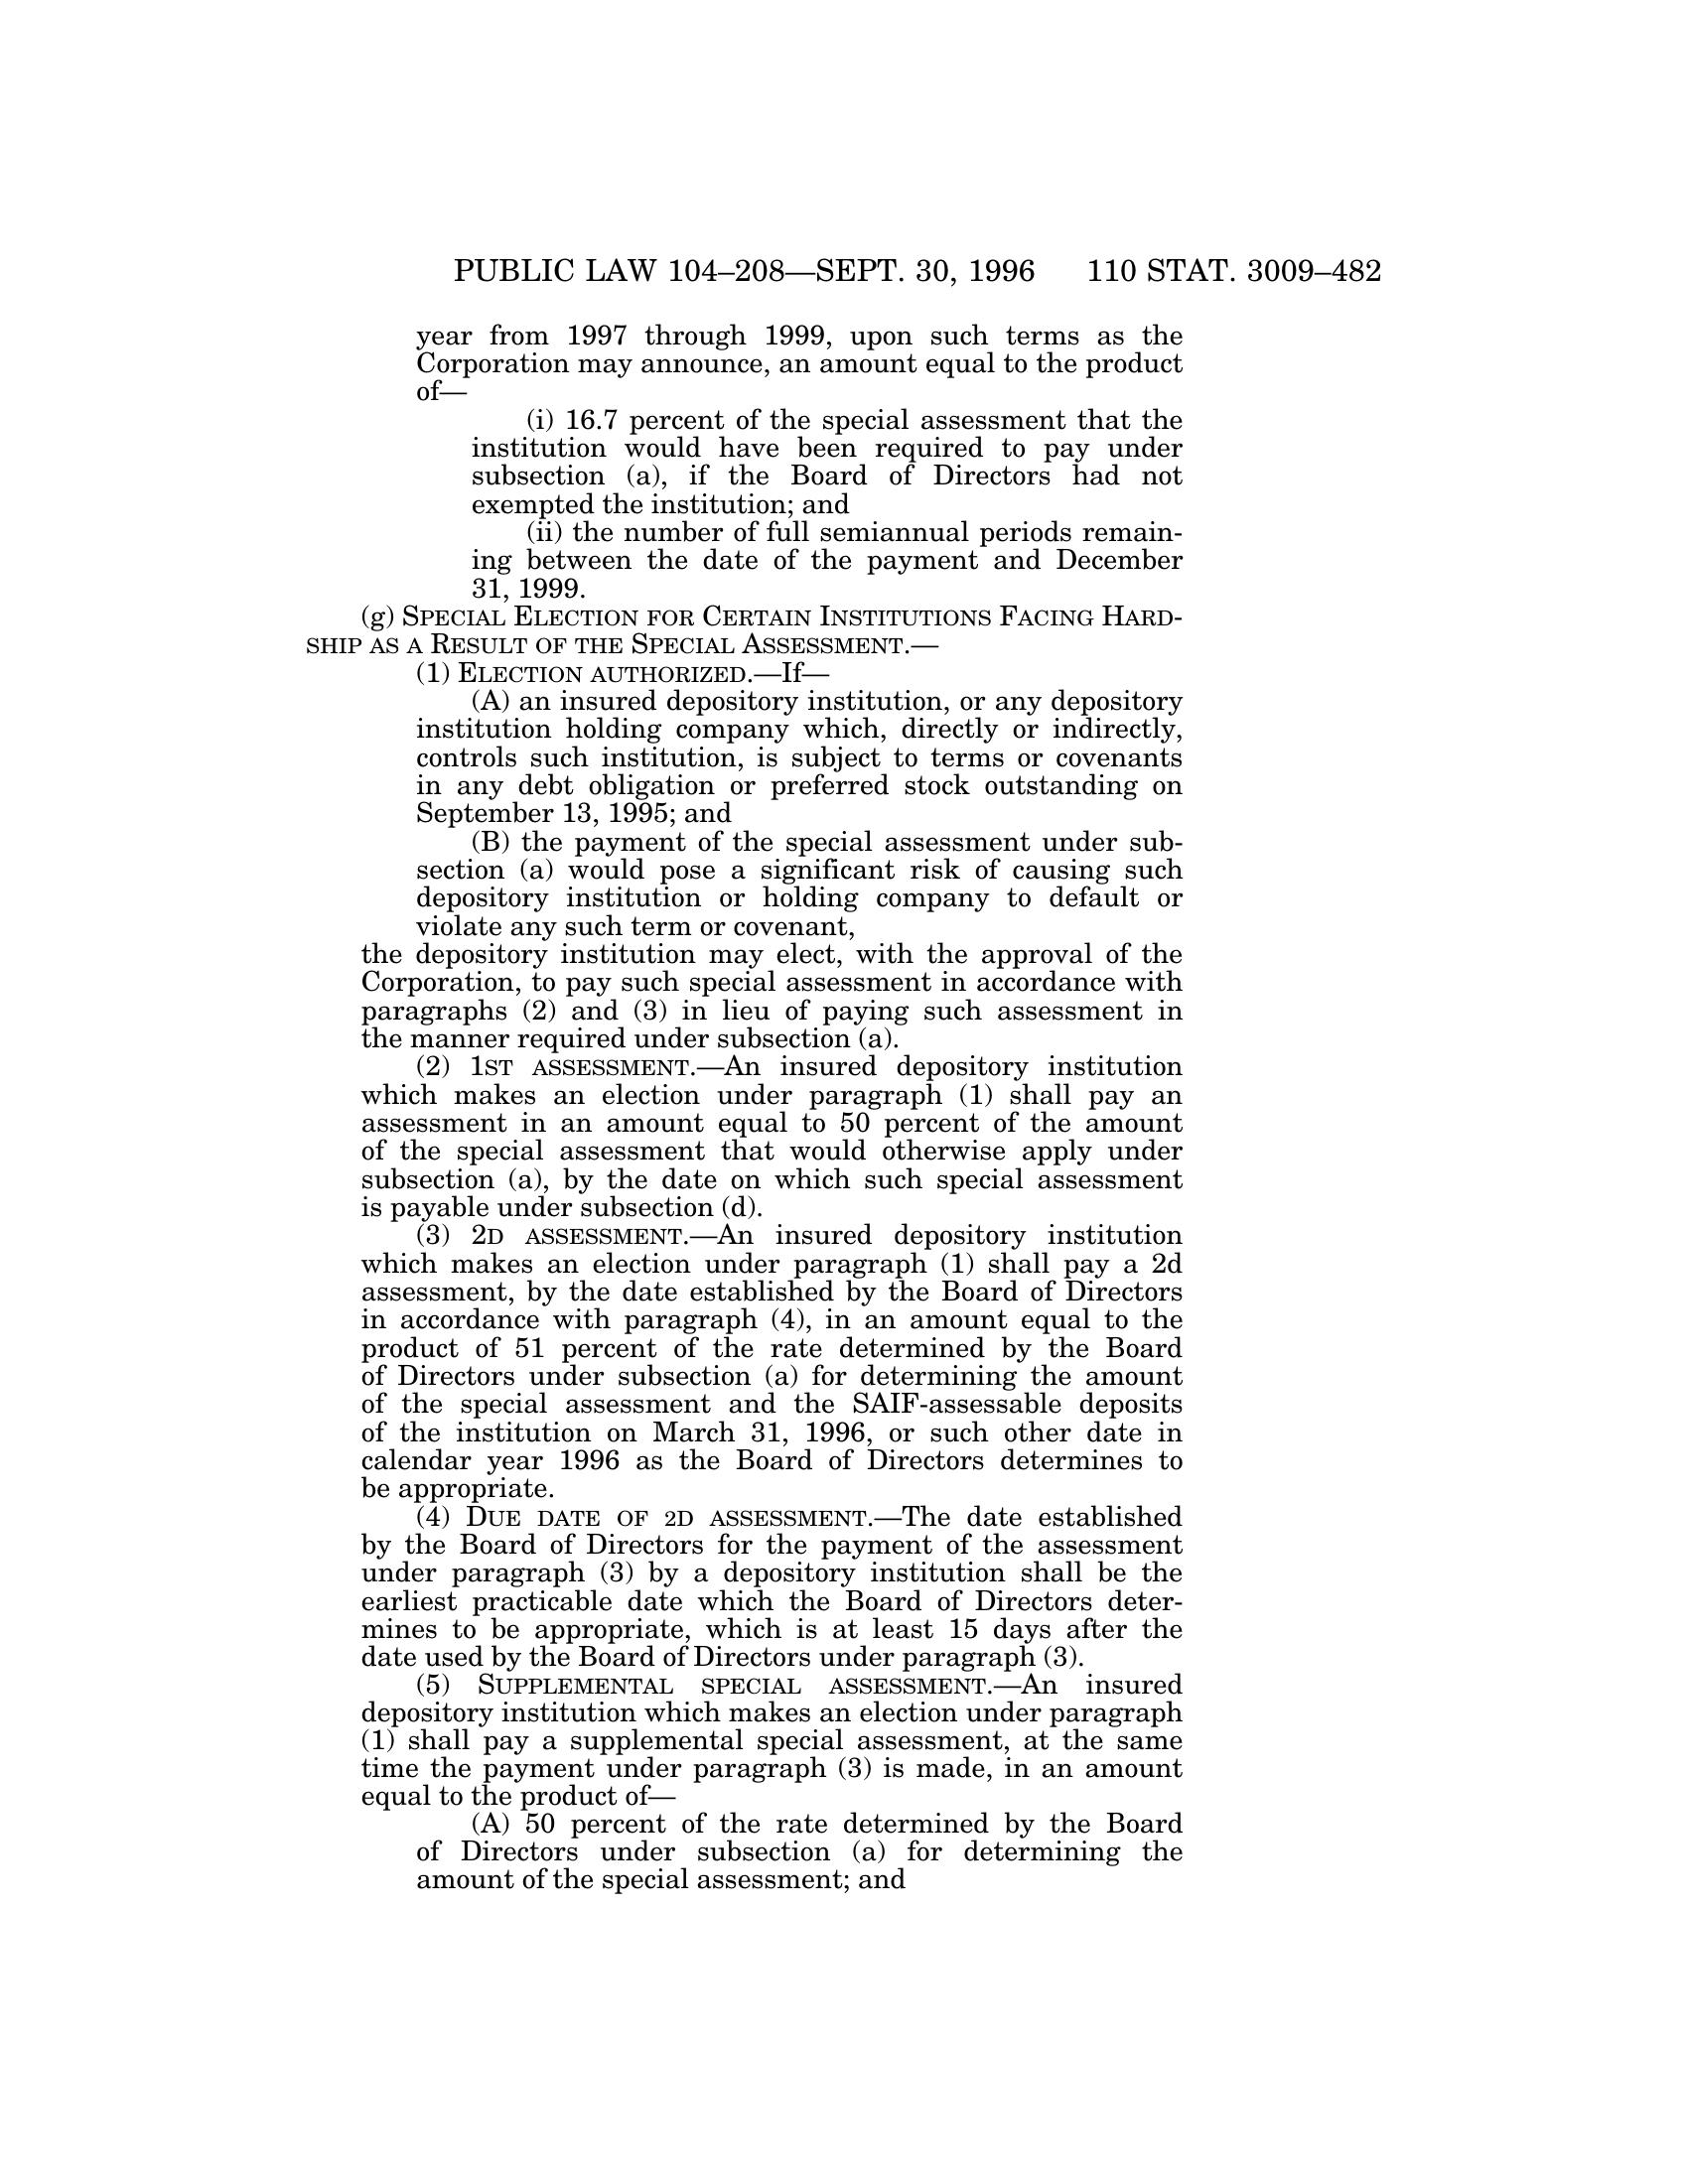 PUBLIC LAW 104–208—SEPT. 30, 1996 110 STAT. 3009–482
year from 1997 through 1999, upon such terms as the
Corporation may announce, an amount equal to the product
of—
(i) 16.7 percent of the special assessment that the
institution would have been required to pay under
subsection (a), if the Board of Directors had not
exempted the institution; and
(ii) the number of full semiannual periods remain-
ing between the date of the payment and December
31, 1999.
(g) SPECIAL ELECTION FOR CERTAIN INSTITUTIONS FACING HARD-
SHIP AS A RESULT OF THE SPECIAL ASSESSMENT.—
(1) ELECTION AUTHORIZED.—If—
(A) an insured depository institution, or any depository
institution holding company which, directly or indirectly,
controls such institution, is subject to terms or covenants
in any debt obligation or preferred stock outstanding on
September 13, 1995; and
(B) the payment of the special assessment under sub-
section (a) would pose a significant risk of causing such
depository institution or holding company to default or
violate any such term or covenant,
the depository institution may elect, with the approval of the
Corporation, to pay such special assessment in accordance with
paragraphs (2) and (3) in lieu of paying such assessment in
the manner required under subsection (a).
(2) 1ST ASSESSMENT.—An insured depository institution
which makes an election under paragraph (1) shall pay an
assessment in an amount equal to 50 percent of the amount
of the special assessment that would otherwise apply under
subsection (a), by the date on which such special assessment
is payable under subsection (d).
(3) 2D ASSESSMENT.—An insured depository institution
which makes an election under paragraph (1) shall pay a 2d
assessment, by the date established by the Board of Directors
in accordance with paragraph (4), in an amount equal to the
product of 51 percent of the rate determined by the Board
of Directors under subsection (a) for determining the amount
of the special assessment and the SAIF-assessable deposits
of the institution on March 31, 1996, or such other date in
calendar year 1996 as the Board of Directors determines to
be appropriate.
(4) DUE DATE OF 2D ASSESSMENT.—The date established
by the Board of Directors for the payment of the assessment
under paragraph (3) by a depository institution shall be the
earliest practicable date which the Board of Directors deter-
mines to be appropriate, which is at least 15 days after the
date used by the Board of Directors under paragraph (3).
(5) SUPPLEMENTAL SPECIAL ASSESSMENT.—An insured
depository institution which makes an election under paragraph
(1) shall pay a supplemental special assessment, at the same
time the payment under paragraph (3) is made, in an amount
equal to the product of—
(A) 50 percent of the rate determined by the Board
of Directors under subsection (a) for determining the
amount of the special assessment; and